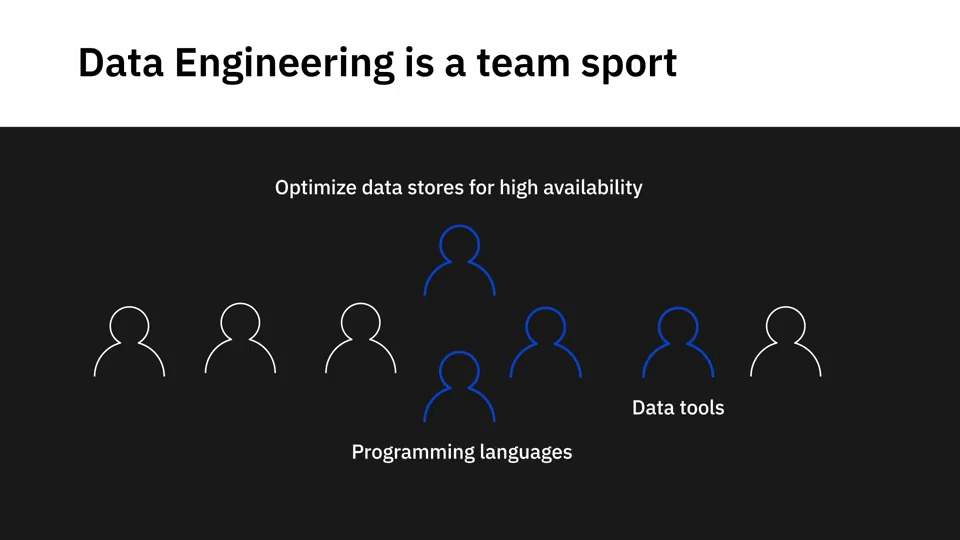 Data Engineering is a team sport
Optimize data stores for high availability
Data tools
Programming languages